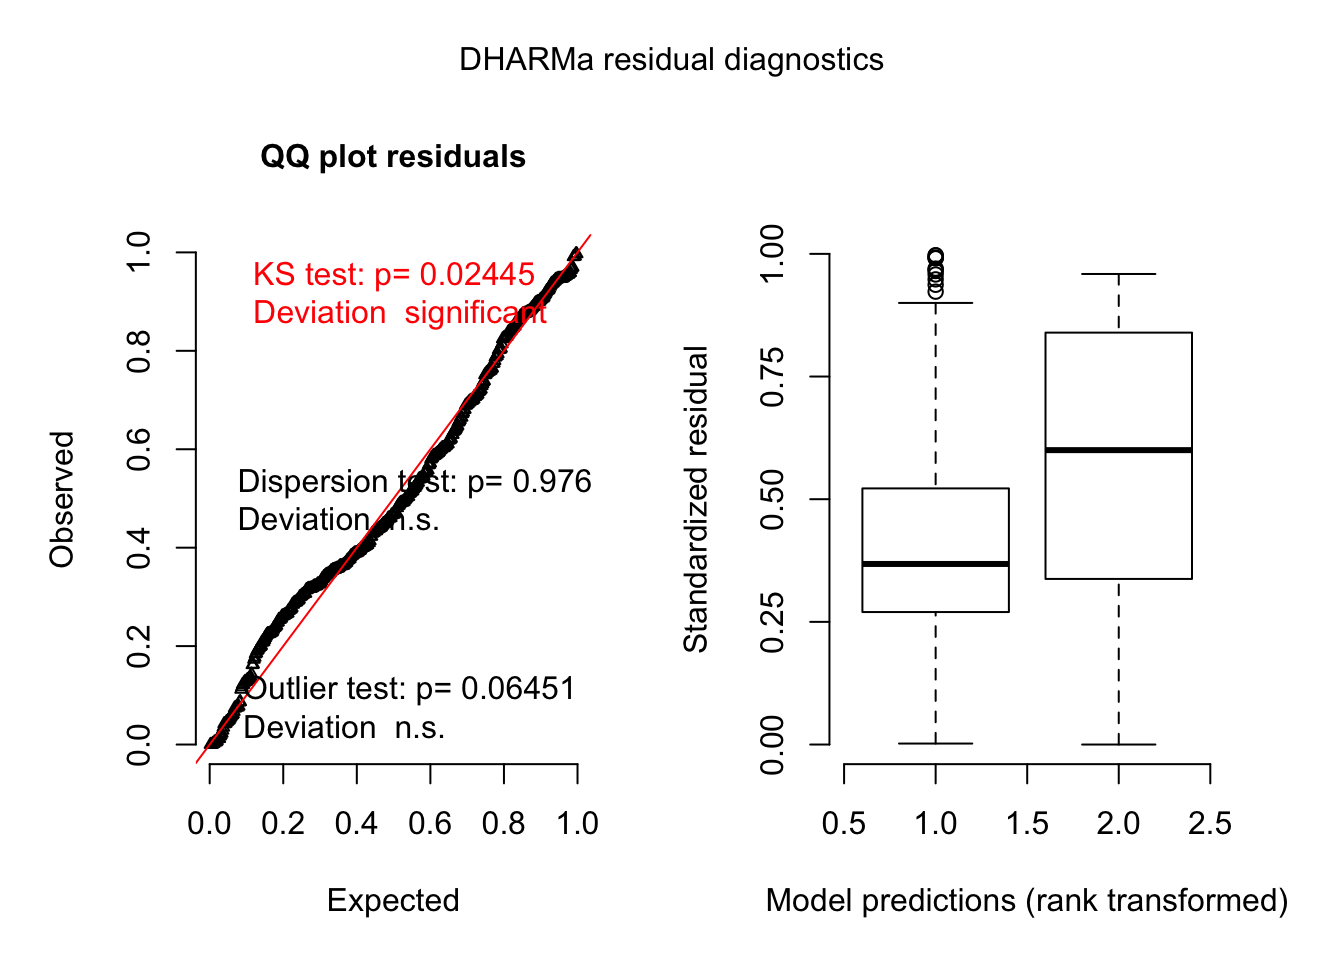 DHARMa residual diagnostics
QQ plot residuals
KS test: p= 0.02445
Deviation  significant
Dispersion test: p= 0.976
Deviation  n.s.
Outlier test: p= 0.06451
Deviation  n.s.
Observed
0.0 0.2 0.4 0.6 0.8 1.0
0.0 0.2 0.4 0.6 0.8 1.0
Expected
Standardized residual
0.00 0.25 0.50 0.75 1.00
0.5 1.0 1.5 2.0 2.5
Model predictions (rank transformed)